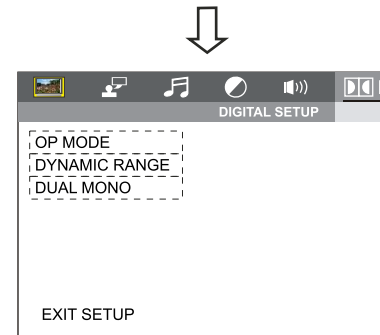 DIGITAL SETUP
OP MODE
DYNAMIC RANGE
DUAL MONO
EXIT SETUP